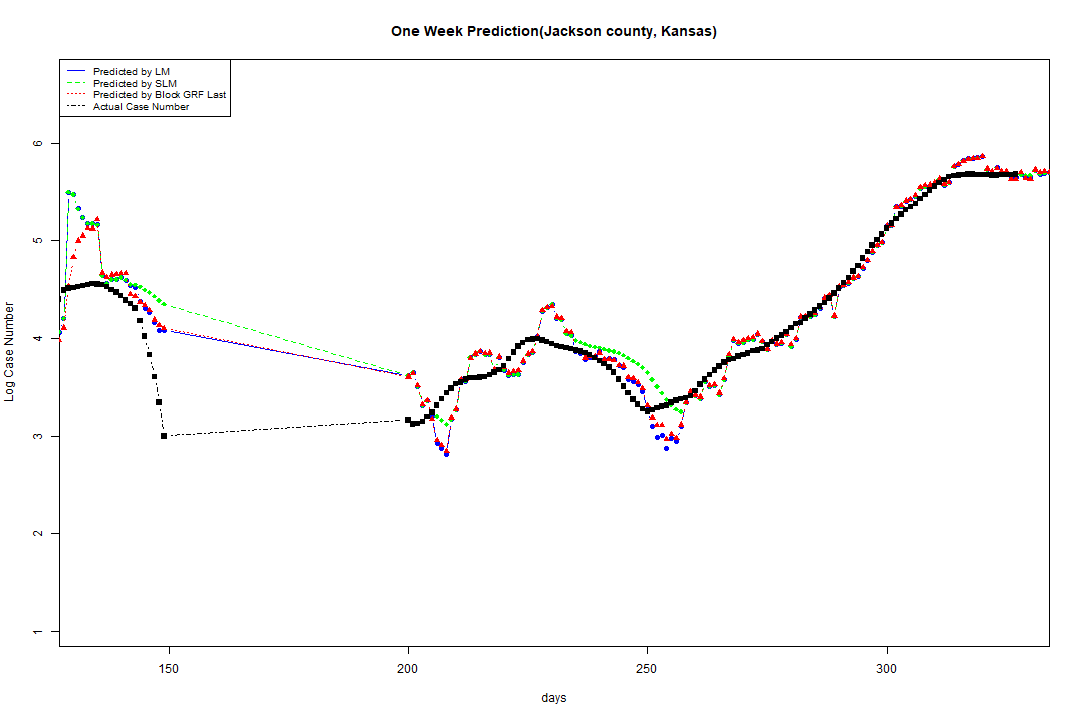 One Week Prediction(Jackson county, Kansas)
Predicted by LM
Predicted by SLM
Predicted by Block GRF Last
Actual Case Number
Log Case Number
6
5
4
3
2
1
150
200
250
300
days